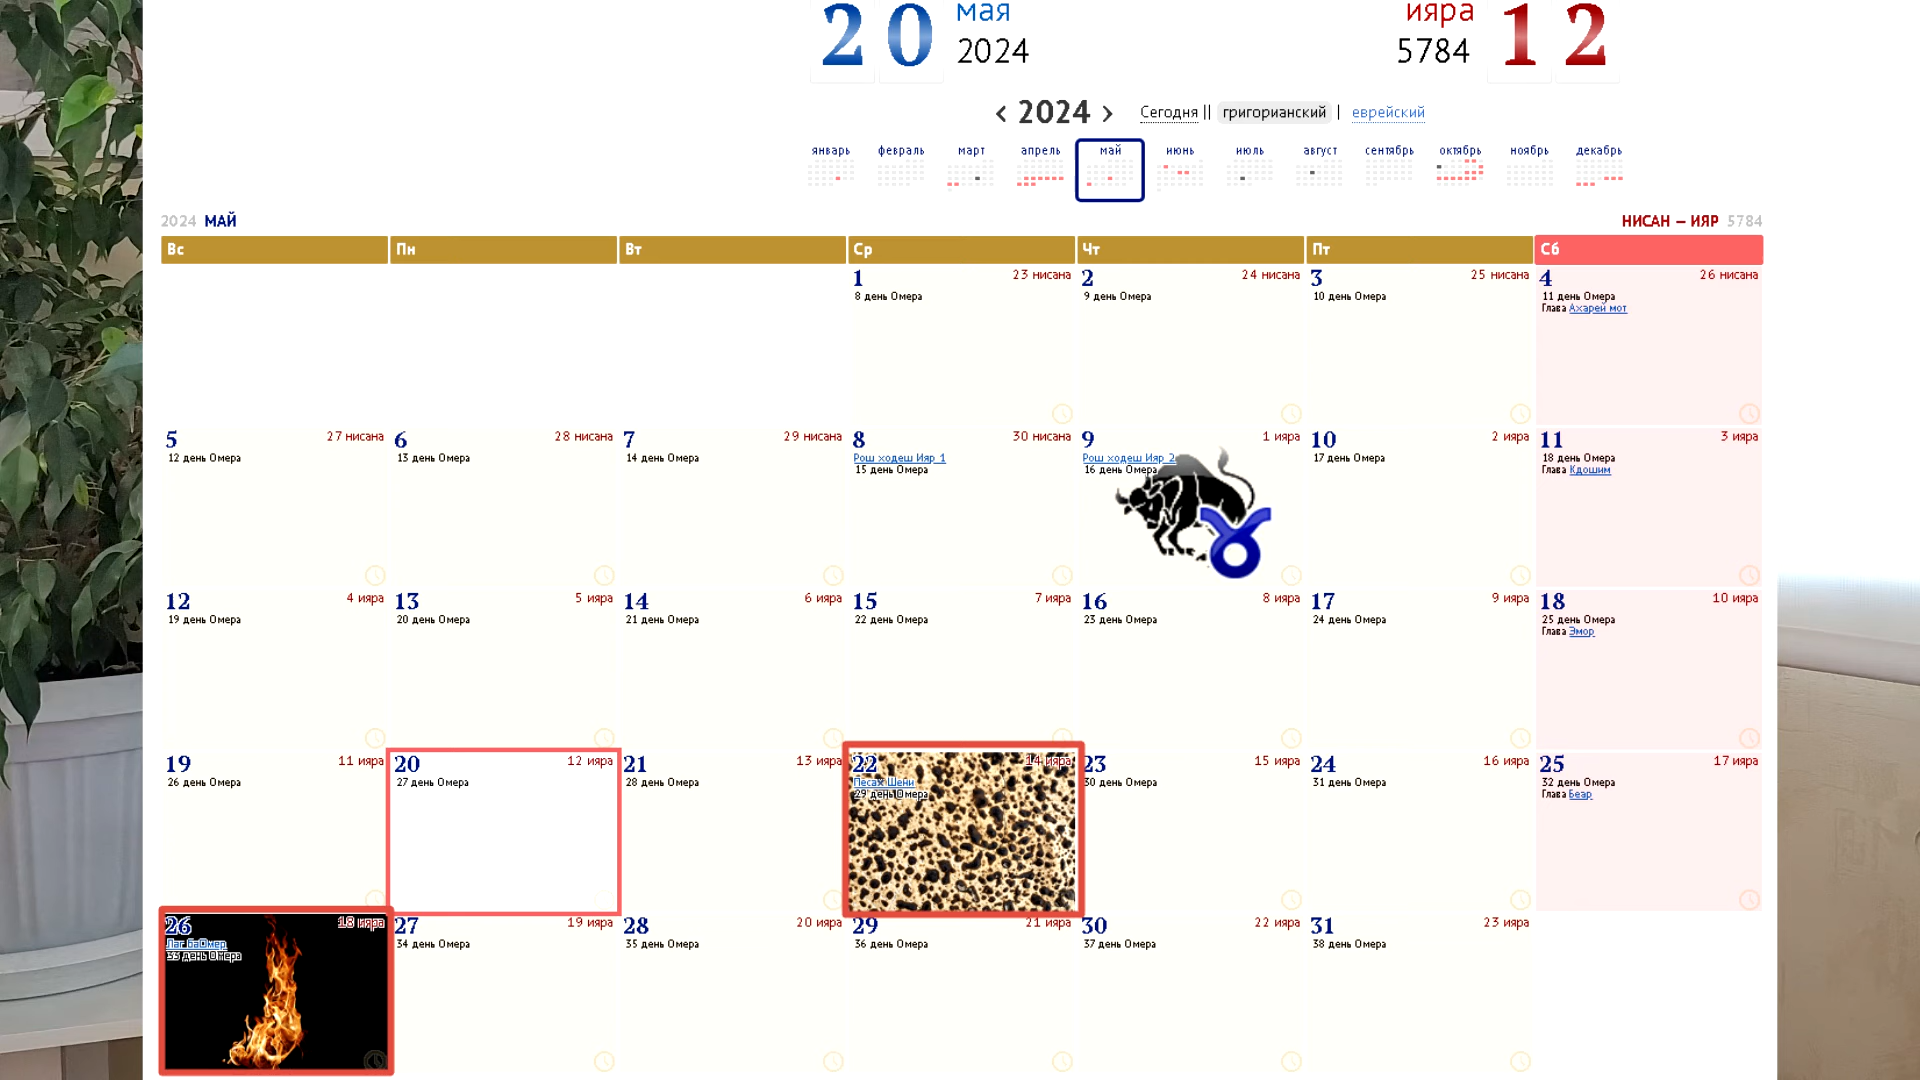 20 мая 2024
ияра 5784 12
‹ 2024 › Сегодня || григорианский | еврейский
январь февраль март апрель май июнь июль август сентябрь октябрь ноябрь декабрь
2024 МАЙ
НИСАН — ИЯР 5784
Вс Пн Вт Ср Чт Пт Сб
1 23 нисана
8 день Омера
2 24 нисана
9 день Омера
3 25 нисана
10 день Омера
4 26 нисана
11 день Омера
Глава Ахарей мот
5 27 нисана
12 день Омера
6 28 нисана
13 день Омера
7 29 нисана
14 день Омера
8 30 нисана
Рош ходеш Ияр 1
15 день Омера
9 1 ияра
Рош ходеш Ияр 2
16 день Омера
10 2 ияра
17 день Омера
11 3 ияра
18 день Омера
Глава Кдошим
12 4 ияра
19 день Омера
13 5 ияра
20 день Омера
14 6 ияра
21 день Омера
15 7 ияра
22 день Омера
16 8 ияра
23 день Омера
17 9 ияра
24 день Омера
18 10 ияра
25 день Омера
Глава Эмор
19 11 ияра
26 день Омера
20 12 ияра
27 день Омера
21 13 ияра
28 день Омера
22 14 ияра
Песах Шени
29 день Омера
23 15 ияра
30 день Омера
24 16 ияра
31 день Омера
25 17 ияра
32 день Омера
Глава Беар
26 18 ияра
Лаг БаОмер
33 день Омера
27 19 ияра
34 день Омера
28 20 ияра
35 день Омера
29 21 ияра
36 день Омера
30 22 ияра
37 день Омера
31 23 ияра
38 день Омера